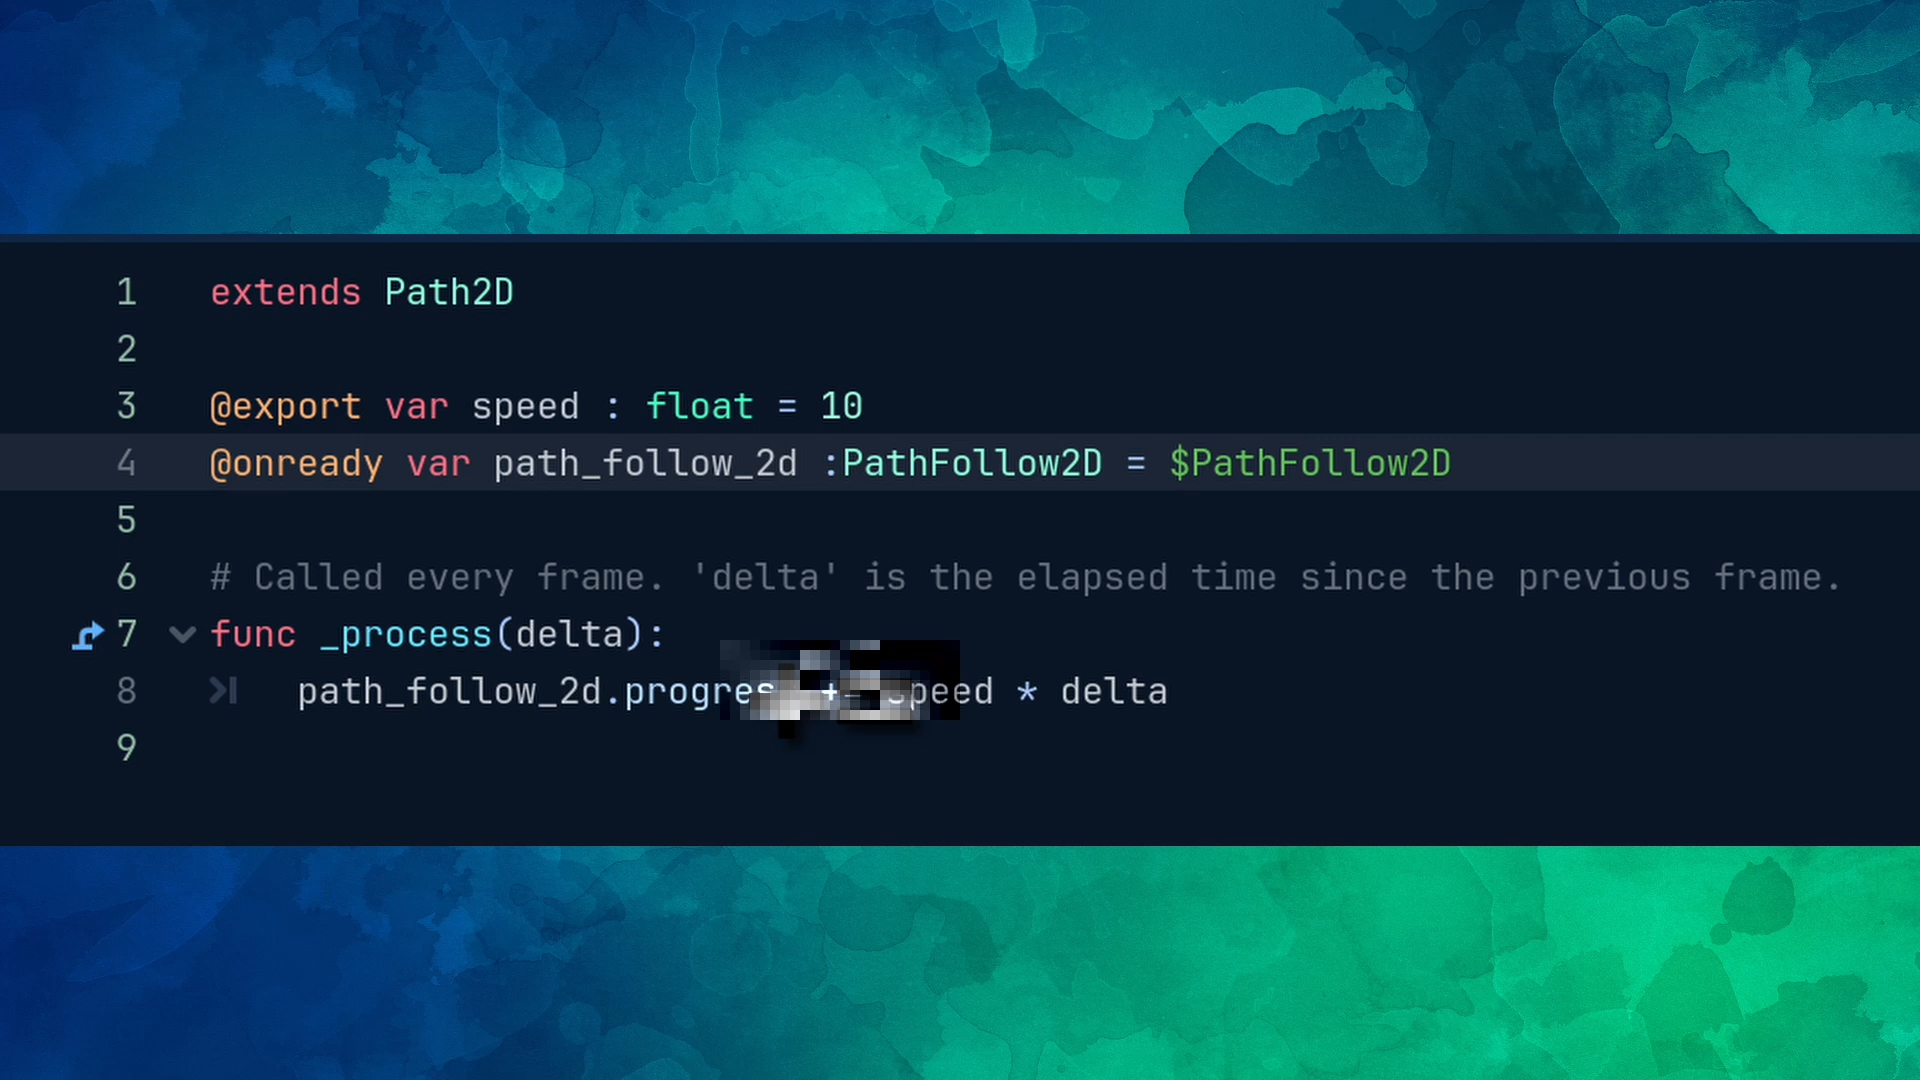 1 extends Path2D
2
3 @export var speed : float = 10
4 @onready var path_follow_2d :PathFollow2D = $PathFollow2D
5
6 # Called every frame. 'delta' is the elapsed time since the previous frame.
7 func _process(delta):
8 path_follow_2d.progress += speed * delta
9